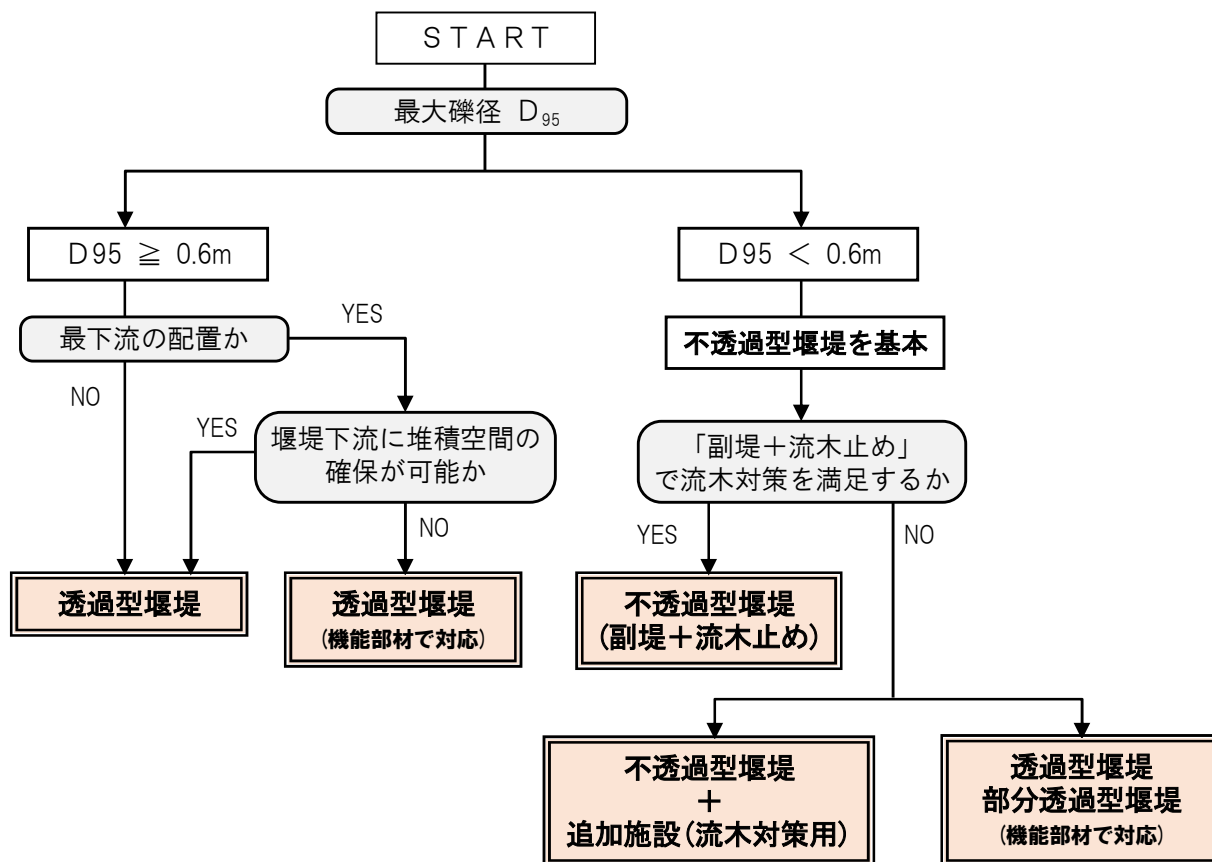 START
最大礫径 D₉₅
D95 ≧ 0.6m
D95 < 0.6m
最下流の配置か
YES
NO
不透過型堰堤を基本
YES
堰堤下流に堆積空間の
確保が可能か
NO
「副堤＋流木止め」
で流木対策を満足するか
YES
NO
透過型堰堤
透過型堰堤
(機能部材で対応)
不透過型堰堤
(副堤＋流木止め)
不透過型堰堤
＋
追加施設(流木対策用)
透過型堰堤
部分透過型堰堤
(機能部材で対応)